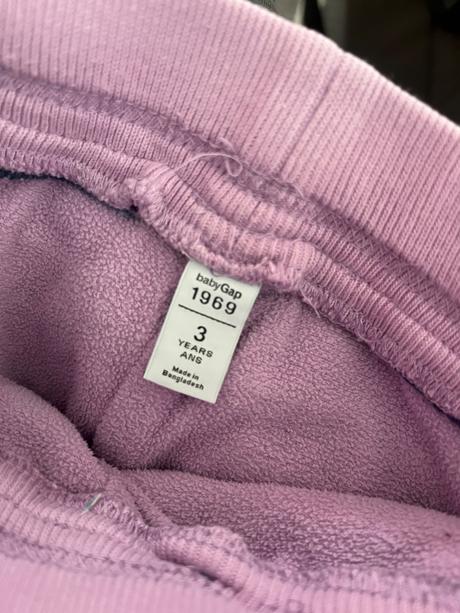 babyGap
1969
3
YEARS
ANS
Made in
Bangladesh